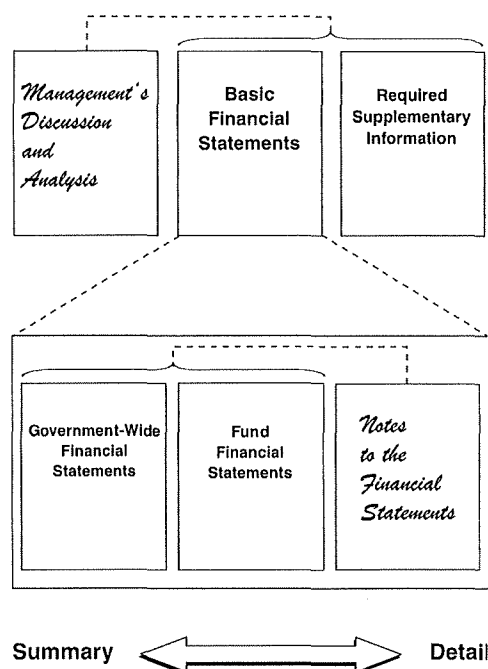 Management's
Discussion
and
Analysis
Basic
Financial
Statements
Required
Supplementary
Information
Government-Wide
Financial
Statements
Fund
Financial
Statements
Notes
to the
Financial
Statements
Summary
Detail